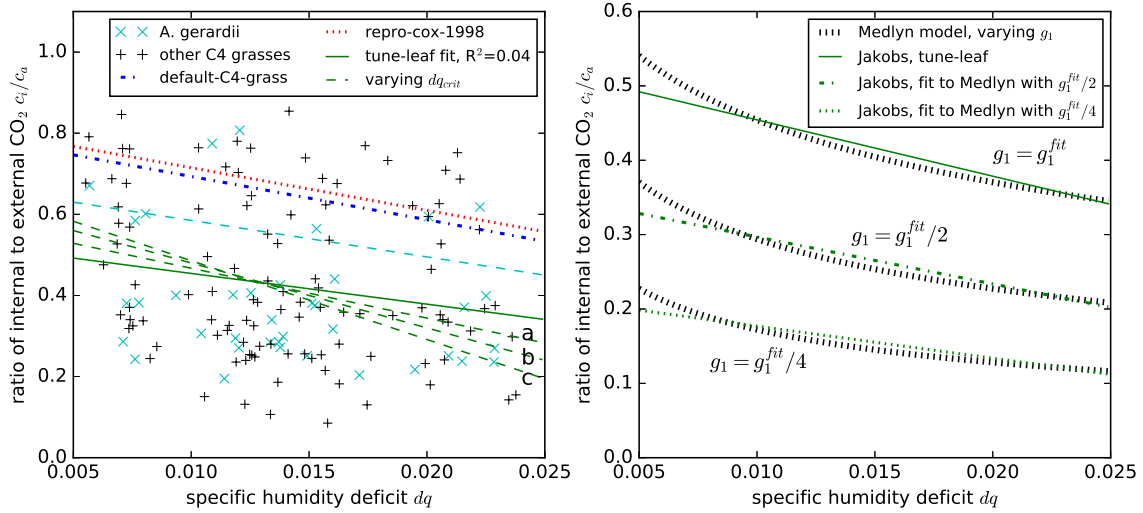 ratio of internal to external CO₂ cᵢ/cₐ
1.0
0.8
0.6
0.4
0.2
0.0
A. gerardii
other C4 grasses
default-C4-grass
repro-cox-1998
tune-leaf fit, R²=0.04
varying dq_crit
a
b
c
0.005
0.010
0.015
0.020
0.025
specific humidity deficit dq
ratio of internal to external CO₂ cᵢ/cₐ
0.6
0.5
0.4
0.3
0.2
0.1
0.0
Medlyn model, varying g₁
Jakobs, tune-leaf
Jakobs, fit to Medlyn with g₁^fit/2
Jakobs, fit to Medlyn with g₁^fit/4
g₁ = g₁^fit
g₁ = g₁^fit/2
g₁ = g₁^fit/4
0.005
0.010
0.015
0.020
0.025
specific humidity deficit dq